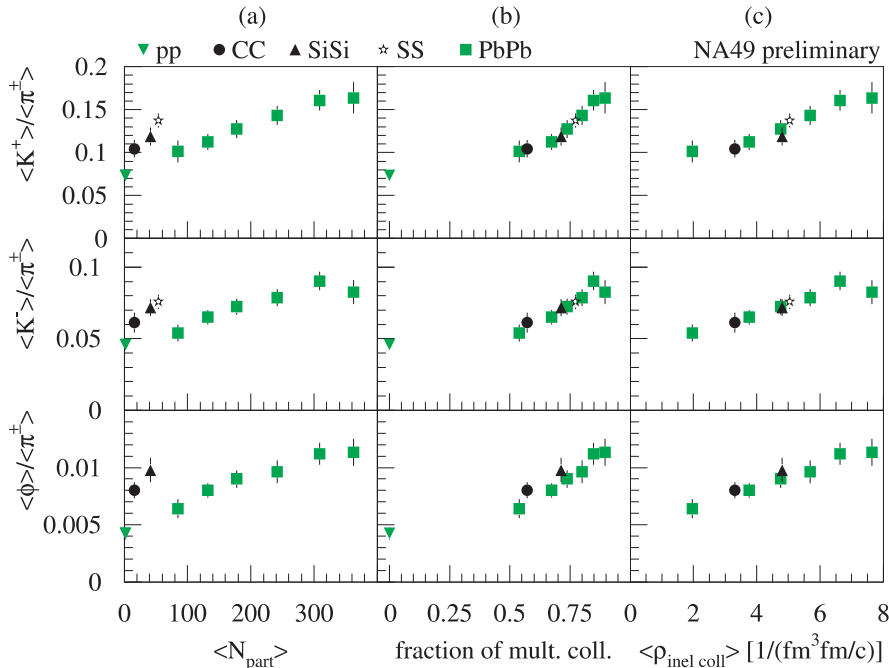 (a) (b) (c)
pp CC SiSi SS PbPb NA49 preliminary
<K⁺>/<π±>
0.2
0.15
0.1
0.05
0
<K⁻>/<π±>
0.1
0.05
0
<ϕ>/<π±>
0.01
0.005
0
0 100 200 300
0 0.25 0.5 0.75
0 2 4 6 8
<N_part>
fraction of mult. coll.
<ρ_inel coll> [1/(fm³fm/c)]